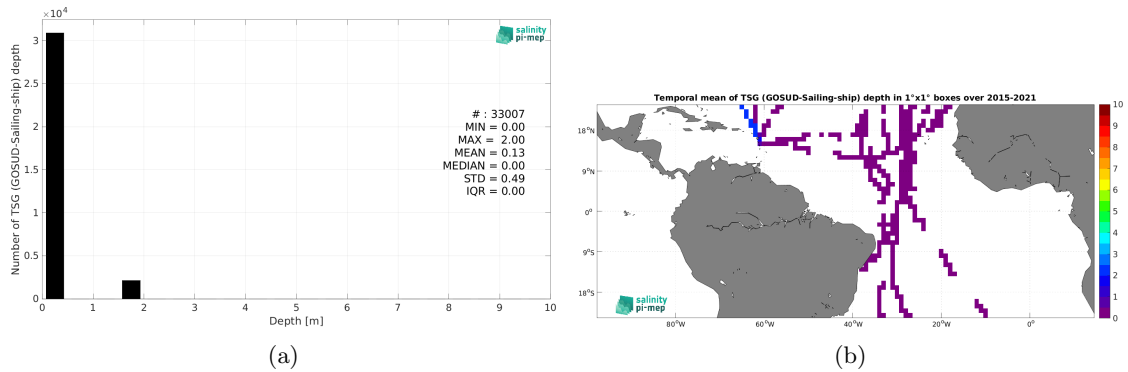 ×10⁴
3
2.5
2
1.5
1
0.5
0
Number of TSG (GOSUD-Sailing-ship) depth
salinity
pi-mep
# : 33007
MIN = 0.00
MAX = 2.00
MEAN = 0.13
MEDIAN = 0.00
STD = 0.49
IQR = 0.00
0 1 2 3 4 5 6 7 8 9 10
Depth [m]
(a)
Temporal mean of TSG (GOSUD-Sailing-ship) depth in 1°x1° boxes over 2015-2021
18°N
9°N
0°
9°S
18°S
80°W 60°W 40°W 20°W 0°
salinity
pi-mep
10
9
8
7
6
5
4
3
2
1
0
(b)